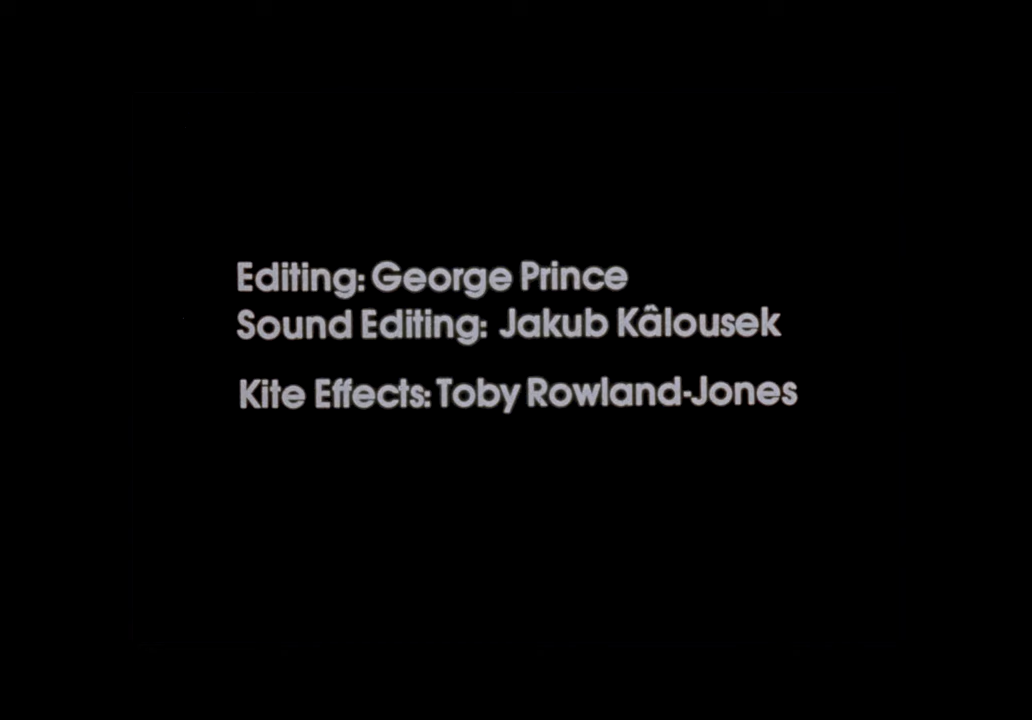 Editing: George Prince
Sound Editing: Jakub Kâlousek
Kite Effects: Toby Rowland-Jones